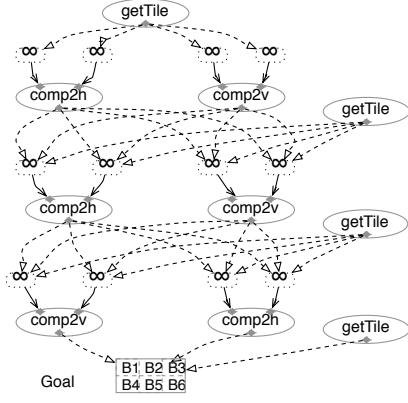 getTile
∞ ∞ ∞ ∞
comp2h comp2v
getTile
∞ ∞ ∞ ∞
comp2h comp2v
getTile
∞ ∞ ∞ ∞
comp2v comp2h
getTile
B1 B2 B3
Goal
B4 B5 B6